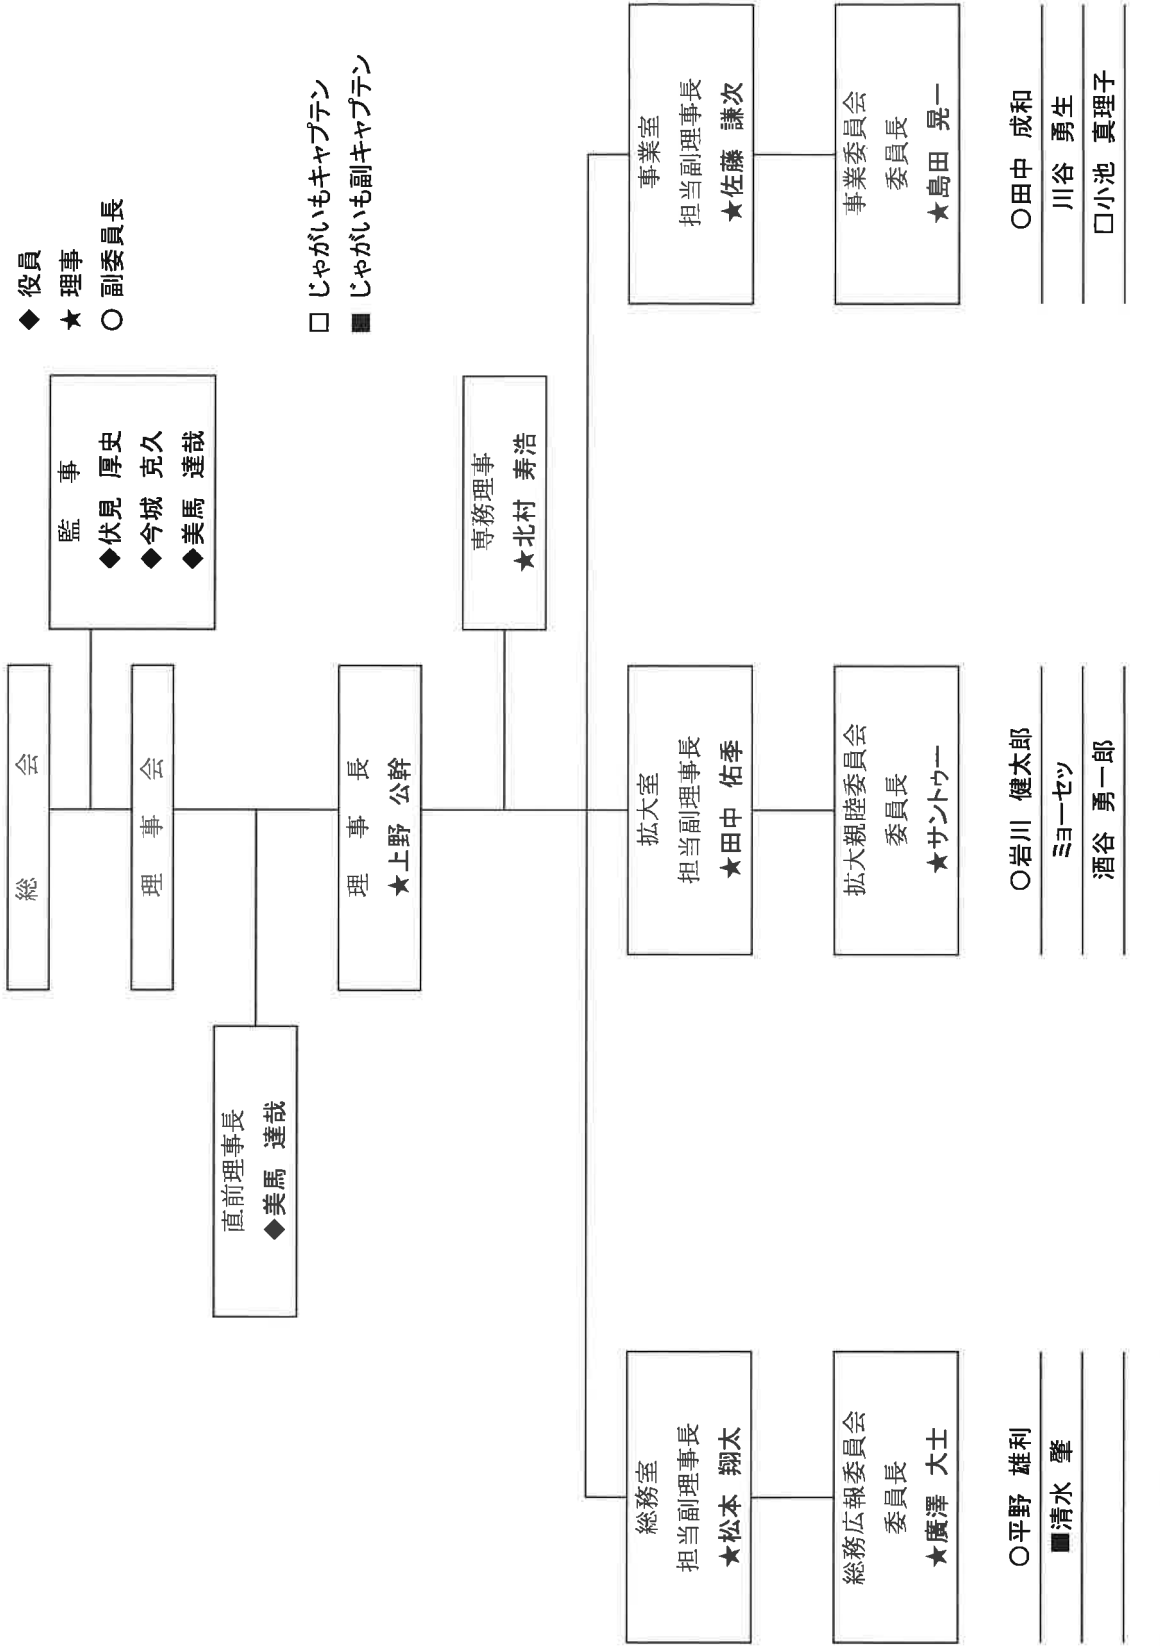 総　会
◆ 役員
★ 理事
○ 副委員長
監　事
◆伏見 厚史
◆今城 克久
◆美馬 達哉
理 事 会
直前理事長
◆美馬 達哉
□ じゃがいもキャプテン
■ じゃがいも副キャプテン
理 事 長
★上野 公幹
専務理事
★北村 寿浩
総務室
担当副理事長
★松本 翔太
拡大室
担当副理事長
★田中 佑季
事業室
担当副理事長
★佐藤 謙次
総務広報委員会
委員長
★廣澤 大士
拡大親睦委員会
委員長
★サントゥー
事業委員会
委員長
★島田 晃一
○平野 雄利
■清水 肇
○岩川 健太郎
ミョーセッ
酒谷 勇一郎
○田中 成和
川谷 勇生
□小池 真理子